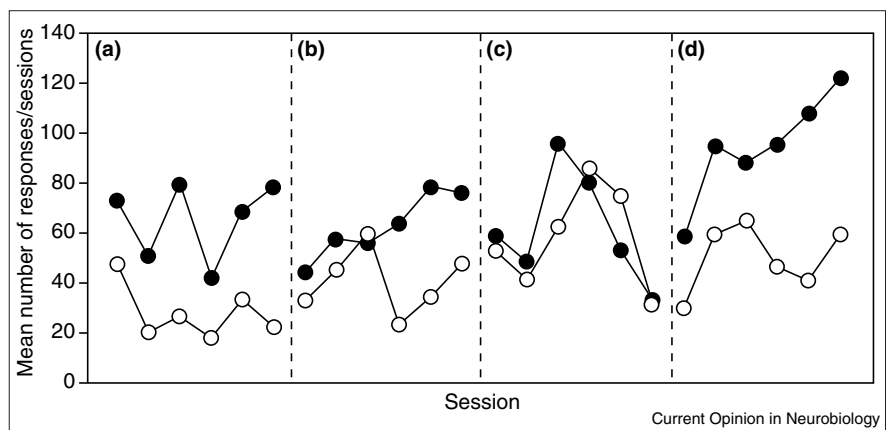 140
(a)
(b)
(c)
(d)
120
100
80
60
40
20
0
Mean number of responses/sessions
Session
Current Opinion in Neurobiology